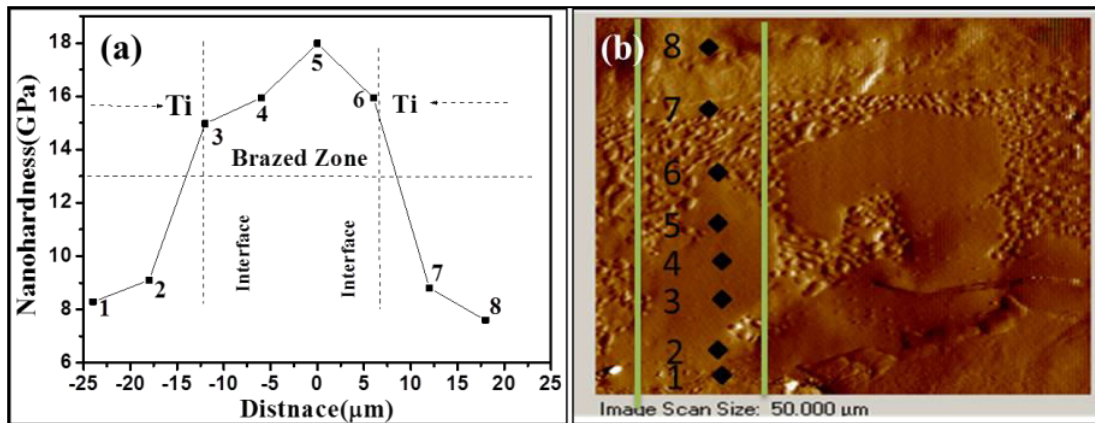 (a)
Nanohardness(GPa)
18
16
14
12
10
8
6
Ti
Ti
Brazed Zone
Interface
Interface
1
2
3
4
5
6
7
8
-25 -20 -15 -10 -5 0 5 10 15 20 25
Distnace(μm)
(b)
8
7
6
5
4
3
2
1
Image Scan Size: 50.000 μm